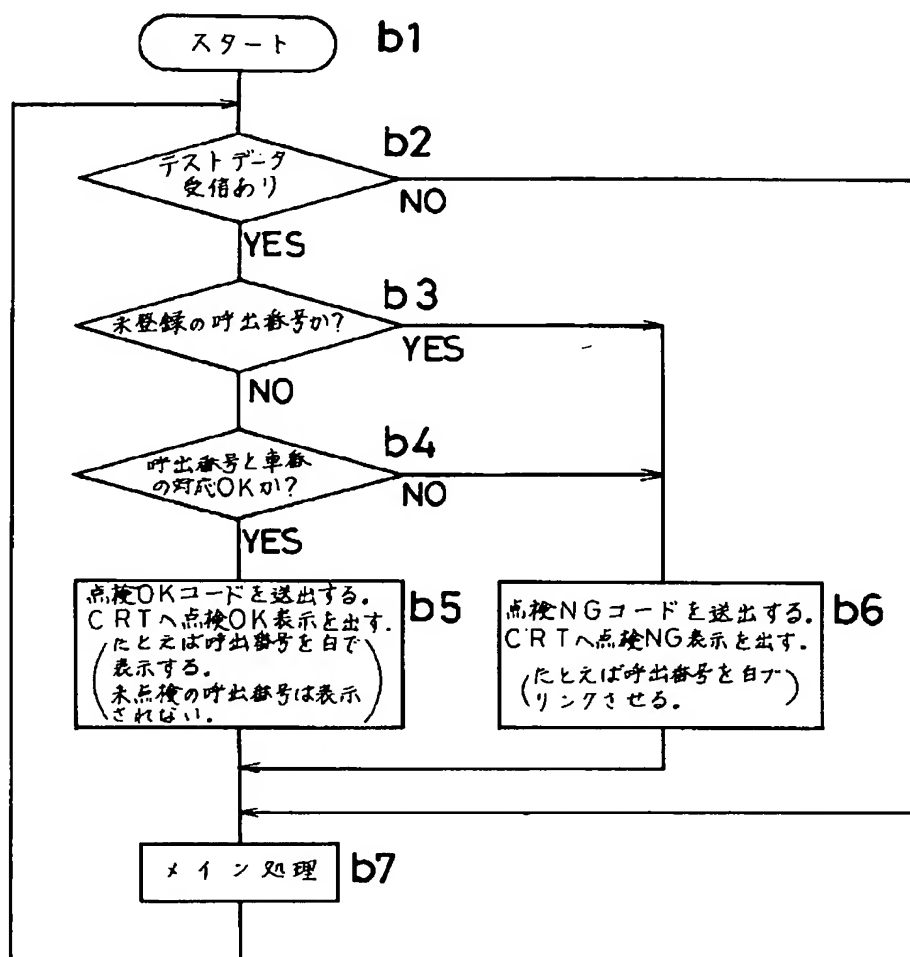 スタート
b1
テストデータ
受信あり
b2
NO
YES
未登録の呼出番号か?
b3
YES
NO
呼出番号と車番
の対応OKか?
b4
NO
YES
点検OKコードを送出する。
CRTへ点検OK表示を出す.
(たとえば呼出番号を白で
表示する。
未点検の呼出番号は表示
されない。)
b5
点検NGコードを送出する。
CRTへ点検NG表示を出す。
(たとえば呼出番号を白ブ
リンクさせる。)
b6
メイン処理
b7